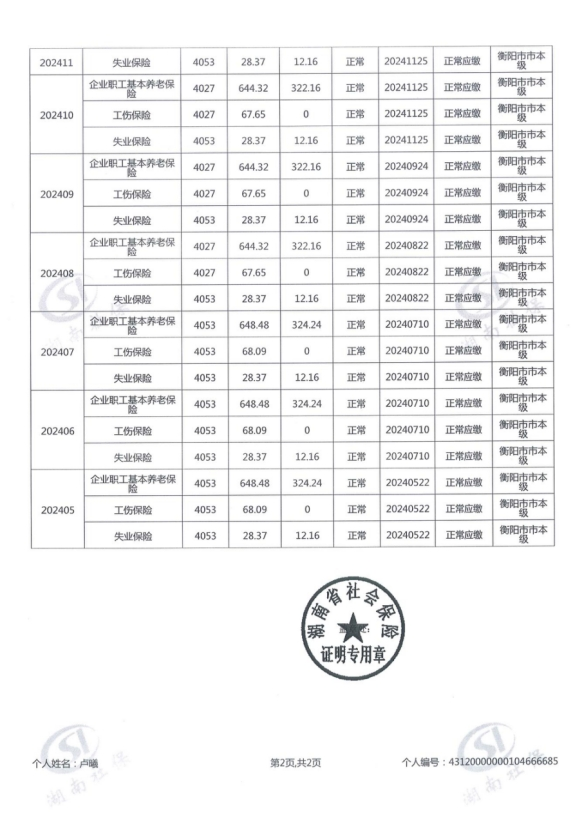 202411 失业保险 4053 28.37 12.16 正常 20241125 正常应缴 衡阳市市本级
202410 企业职工基本养老保险 4027 644.32 322.16 正常 20241125 正常应缴 衡阳市市本级
工伤保险 4027 67.65 0 正常 20241125 正常应缴 衡阳市市本级
失业保险 4053 28.37 12.16 正常 20241125 正常应缴 衡阳市市本级
202409 企业职工基本养老保险 4027 644.32 322.16 正常 20240924 正常应缴 衡阳市市本级
工伤保险 4027 67.65 0 正常 20240924 正常应缴 衡阳市市本级
失业保险 4053 28.37 12.16 正常 20240924 正常应缴 衡阳市市本级
202408 企业职工基本养老保险 4027 644.32 322.16 正常 20240822 正常应缴 衡阳市市本级
工伤保险 4027 67.65 0 正常 20240822 正常应缴 衡阳市市本级
失业保险 4053 28.37 12.16 正常 20240822 正常应缴 衡阳市市本级
202407 企业职工基本养老保险 4053 648.48 324.24 正常 20240710 正常应缴 衡阳市市本级
工伤保险 4053 68.09 0 正常 20240710 正常应缴 衡阳市市本级
失业保险 4053 28.37 12.16 正常 20240710 正常应缴 衡阳市市本级
202406 企业职工基本养老保险 4053 648.48 324.24 正常 20240710 正常应缴 衡阳市市本级
工伤保险 4053 68.09 0 正常 20240710 正常应缴 衡阳市市本级
失业保险 4053 28.37 12.16 正常 20240710 正常应缴 衡阳市市本级
202405 企业职工基本养老保险 4053 648.48 324.24 正常 20240522 正常应缴 衡阳市市本级
工伤保险 4053 68.09 0 正常 20240522 正常应缴 衡阳市市本级
失业保险 4053 28.37 12.16 正常 20240522 正常应缴 衡阳市市本级
湖南省社会保险
证明专用章
个人姓名：卢曦 第2页,共2页 个人编号：43120000000104666685
湖南社保